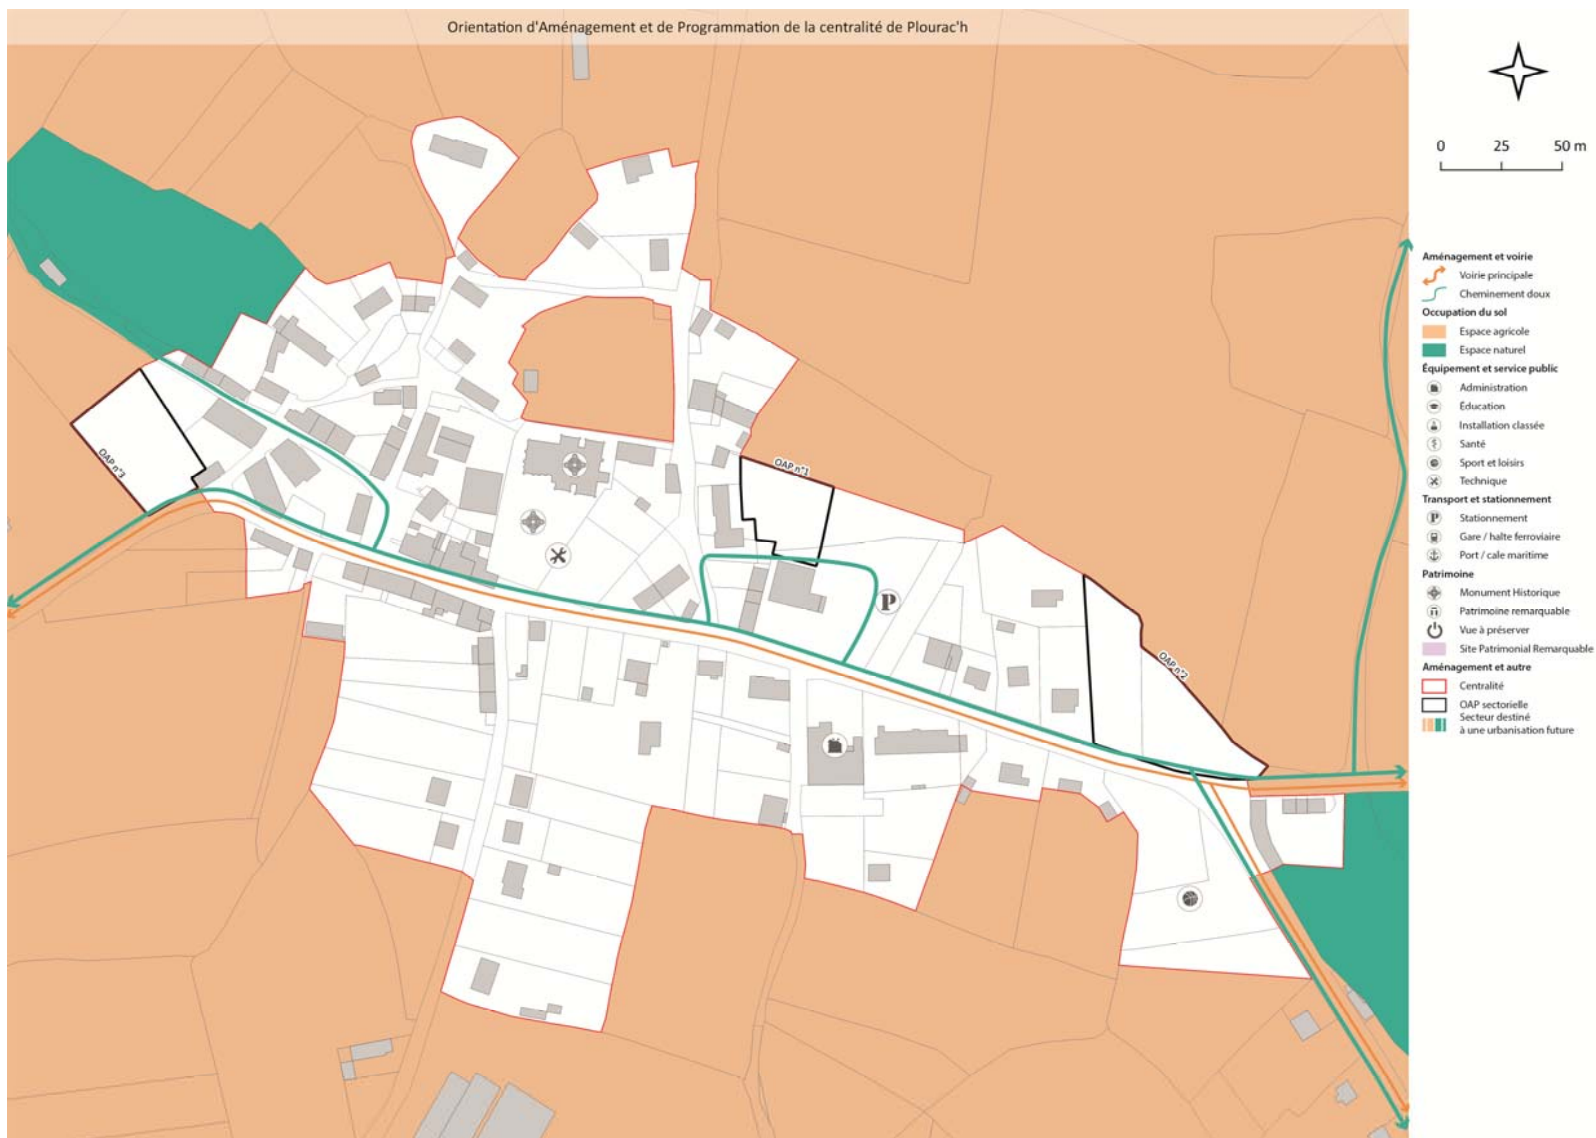 Orientation d'Aménagement et de Programmation de la centralité de Plourac'h
0 25 50 m
OAP n°3
OAP n°1
OAP n°2
P
Aménagement et voirie
Voirie principale
Cheminement doux
Occupation du sol
Espace agricole
Espace naturel
Équipement et service public
Administration
Éducation
Installation classée
Santé
Sport et loisirs
Technique
Transport et stationnement
P Stationnement
Gare / halte ferroviaire
Port / cale maritime
Patrimoine
Monument Historique
Patrimoine remarquable
Vue à préserver
Site Patrimonial Remarquable
Aménagement et autre
Centralité
OAP sectorielle
Secteur destiné
à une urbanisation future